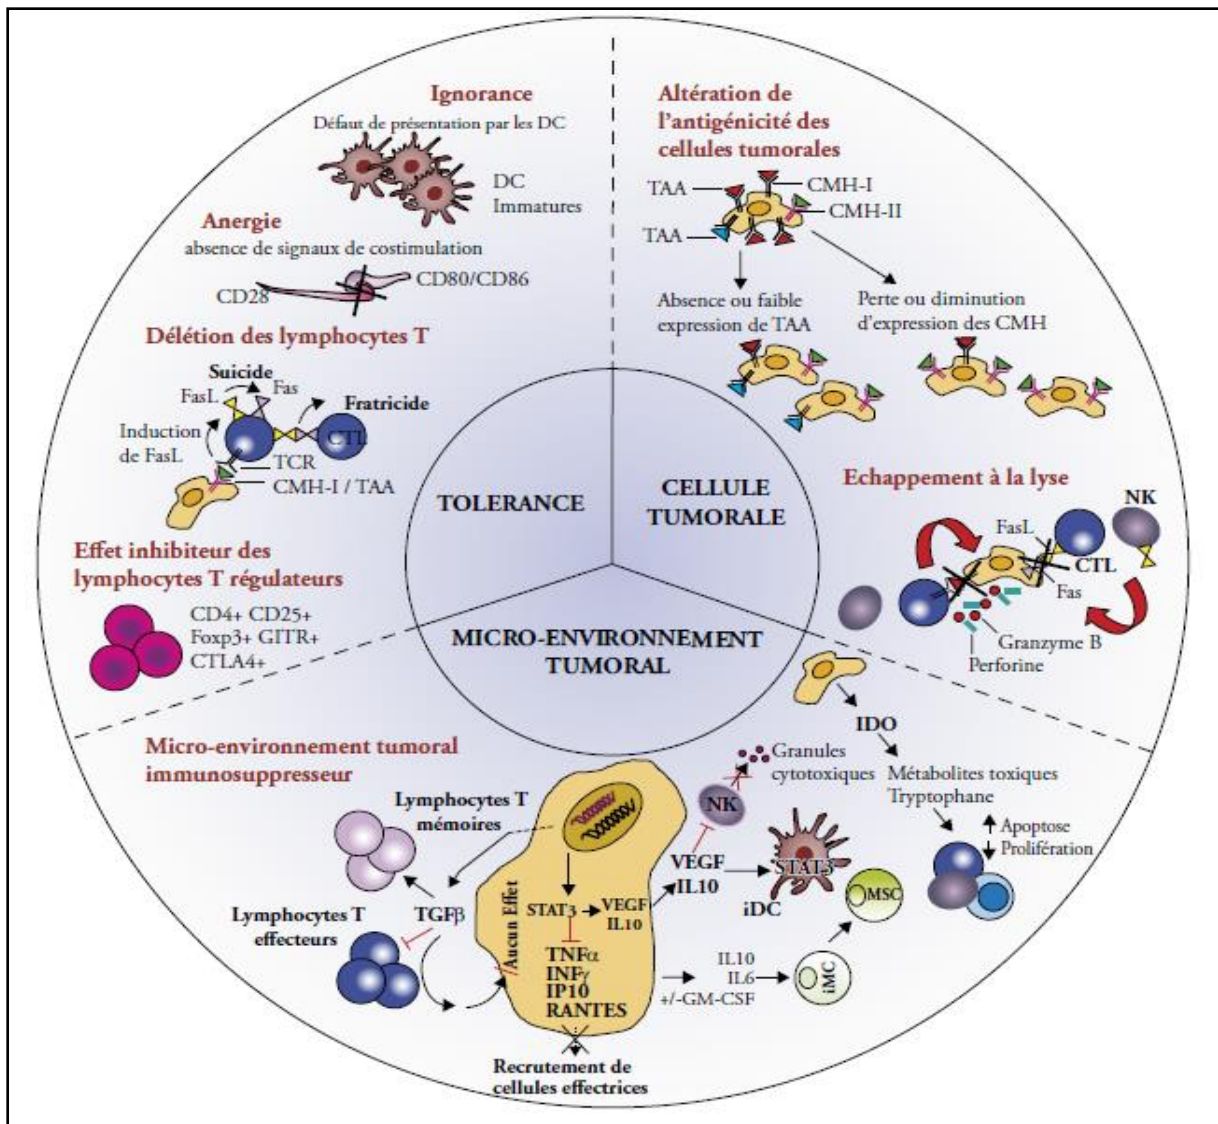 Ignorance
Défaut de présentation par les DC
DC
Immatures
Anergie
absence de signaux de costimulation
CD80/CD86
CD28
Délétion des lymphocytes T
Suicide
FasL
Fas
Fratricide
Induction
de FasL
CTL
TCR
CMH-I / TAA
Effet inhibiteur des
lymphocytes T régulateurs
CD4+ CD25+
Foxp3+ GITR+
CTLA4+
TOLERANCE
CELLULE
TUMORALE
MICRO-ENVIRONNEMENT
TUMORAL
Altération de
l'antigénicité des
cellules tumorales
TAA
CMH-I
CMH-II
TAA
Absence ou faible
expression de TAA
Perte ou diminution
d'expression des CMH
Echappement à la lyse
NK
FasL
CTL
Fas
Granzyme B
Perforine
Micro-environnement tumoral
immunosuppresseur
Lymphocytes T
mémoires
Lymphocytes T
effecteurs
TGFβ
Aucun Effet
STAT3
VEGF
IL10
TNFα
INFγ
IP10
RANTES
Recrutement de
cellules effectrices
Granules
cytotoxiques
NK
VEGF
IL10
STAT3
iDC
IL10
IL6
+/-GM-CSF
iMC
MSC
IDO
Métabolites toxiques
Tryptophane
Apoptose
Prolifération